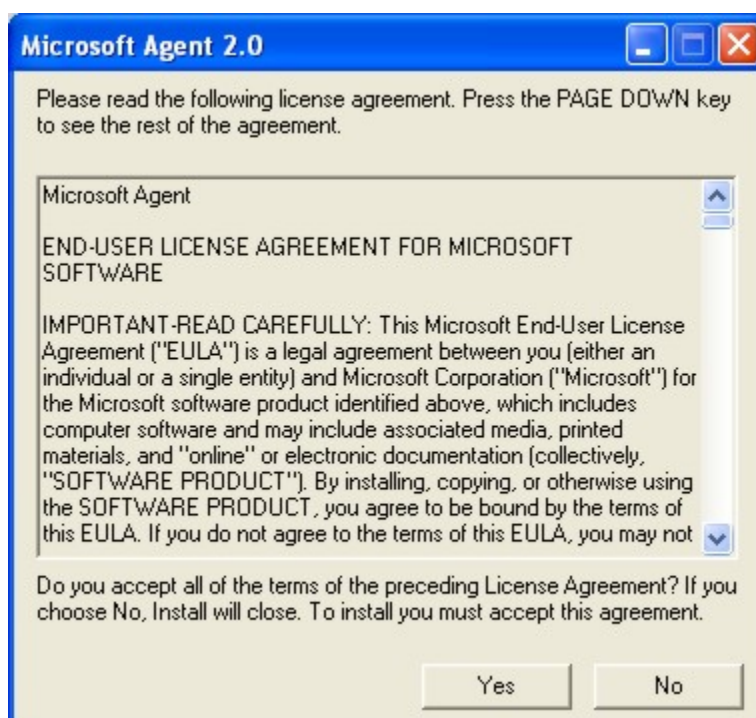 Microsoft Agent 2.0
Please read the following license agreement. Press the PAGE DOWN key
to see the rest of the agreement.
Microsoft Agent
END-USER LICENSE AGREEMENT FOR MICROSOFT
SOFTWARE
IMPORTANT-READ CAREFULLY: This Microsoft End-User License
Agreement ("EULA") is a legal agreement between you (either an
individual or a single entity) and Microsoft Corporation ("Microsoft") for
the Microsoft software product identified above, which includes
computer software and may include associated media, printed
materials, and "online" or electronic documentation (collectively,
"SOFTWARE PRODUCT"). By installing, copying, or otherwise using
the SOFTWARE PRODUCT, you agree to be bound by the terms of
this EULA. If you do not agree to the terms of this EULA, you may not
Do you accept all of the terms of the preceding License Agreement? If you
choose No, Install will close. To install you must accept this agreement.
Yes No